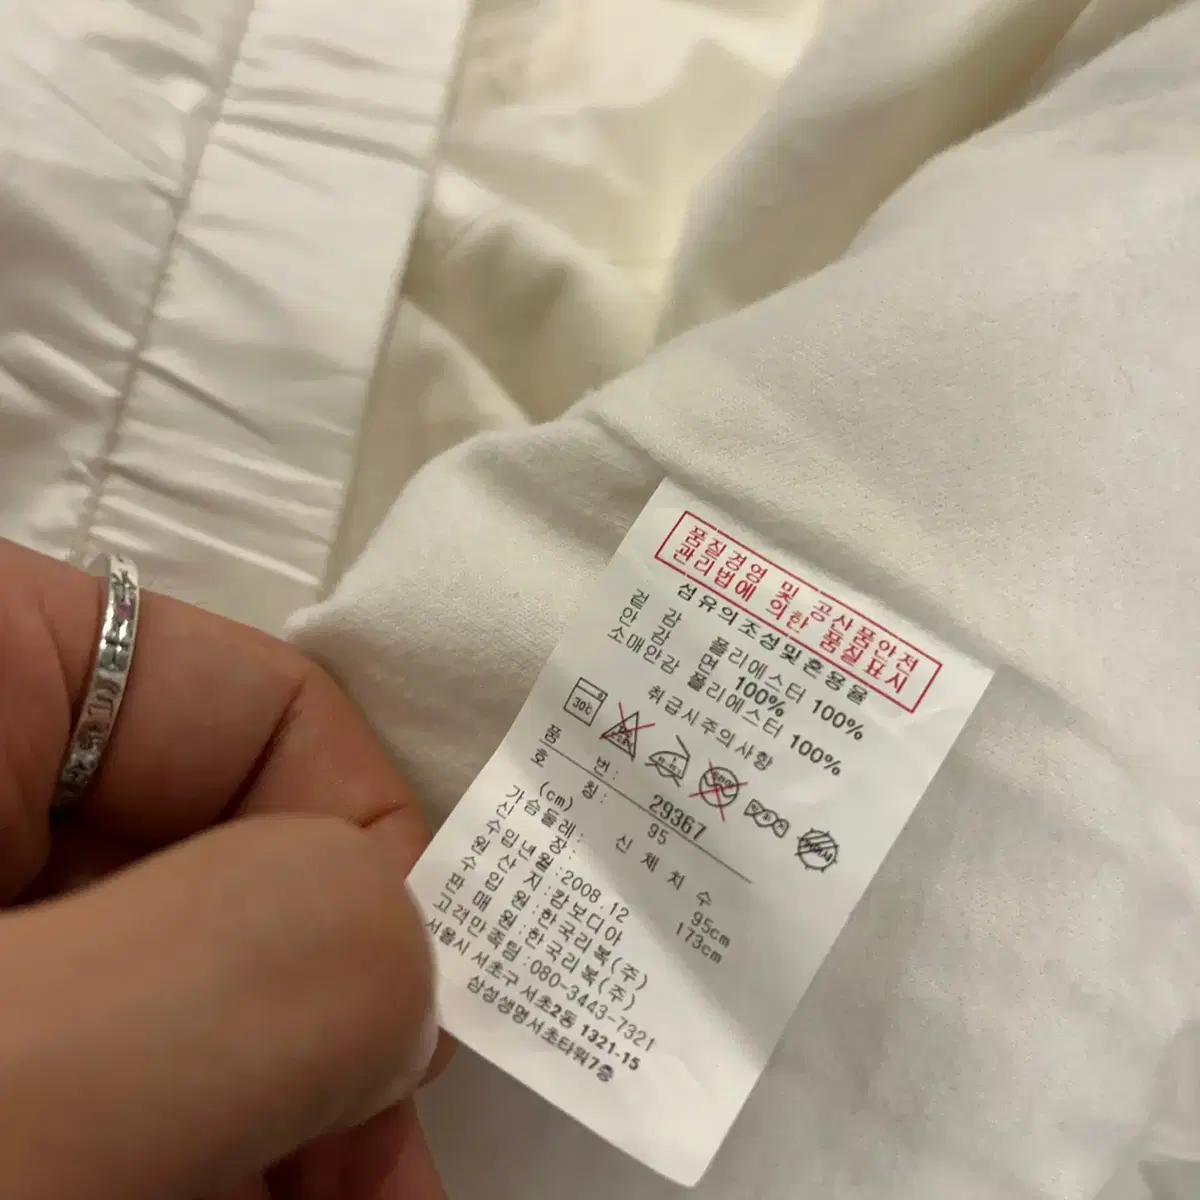 품질경영 및 공산품안전
관리법에 의한 품질표시
섬유의조성및혼용율
겉 감 폴리에스터 100%
안 감 면 100%
소매안감 폴리에스터 100%
취급시주의사항
30℃
품 번: 29367
호 칭: 95
(cm) 신 체 치 수
가슴둘레: 95cm
신 장: 173cm
수입년월:2008.12
원 산 지:캄보디아
수 입 원:한국리복(주)
판 매 원:한국리복(주)
고객만족팀:080-3443-7321
서울시 서초구 서초2동 1321-15
삼성생명서초타워7층